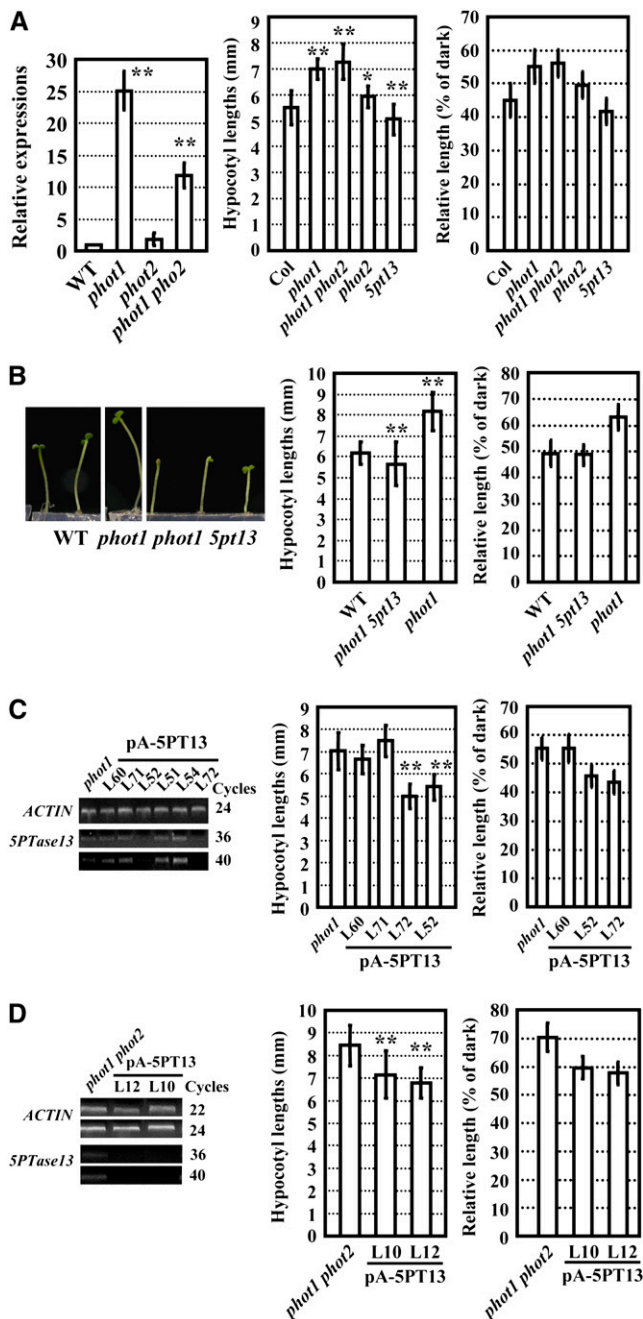 A
Relative expressions
30
25
20
15
10
5
0
**
**
WT
phot1
phot2
phot1 pho2
Hypocotyl lengths (mm)
9
8
7
6
5
4
3
2
1
0
**
**
*
**
Col
phot1
phot1 phot2
phot2
5pt13
Relative length (% of dark)
70
60
50
40
30
20
10
0
Col
phot1
phot1 phot2
phot2
5pt13
B
WT phot1 phot1 5pt13
Hypocotyl lengths (mm)
10
9
8
7
6
5
4
3
2
1
0
**
**
WT
phot1 5pt13
phot1
Relative length (% of dark)
80
70
60
50
40
30
20
10
0
WT
phot1 5pt13
phot1
C
pA-5PT13
phot1
L60
L71
L52
L51
L54
L72
Cycles
ACTIN
24
5PTase13
36
40
Hypocotyl lengths (mm)
9
8
7
6
5
4
3
2
1
0
**
**
phot1
L60
L71
L72
L52
pA-5PT13
Relative length (% of dark)
70
60
50
40
30
20
10
0
phot1
L60
L52
L72
pA-5PT13
D
phot1 phot2
pA-5PT13
L12 L10 Cycles
ACTIN
22
24
5PTase13
36
40
Hypocotyl lengths (mm)
10
9
8
7
6
5
4
3
2
1
0
**
**
phot1 phot2
L10 L12
pA-5PT13
Relative length (% of dark)
80
70
60
50
40
30
20
10
0
phot1 phot2
L10 L12
pA-5PT13